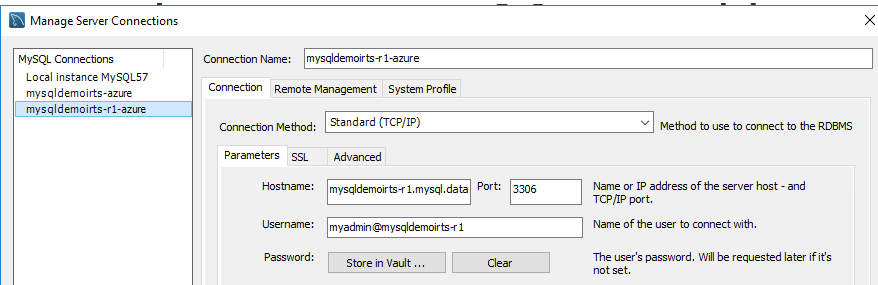 Manage Server Connections
MySQL Connections
Local instance MySQL57
mysqldemoirts-azure
mysqldemoirts-r1-azure
Connection Name: mysqldemoirts-r1-azure
Connection Remote Management System Profile
Connection Method: Standard (TCP/IP) Method to use to connect to the RDBMS
Parameters SSL Advanced
Hostname: mysqldemoirts-r1.mysql.data Port: 3306 Name or IP address of the server host - and
TCP/IP port.
Username: myadmin@mysqldemoirts-r1 Name of the user to connect with.
Password: Store in Vault ... Clear The user's password. Will be requested later if it's
not set.